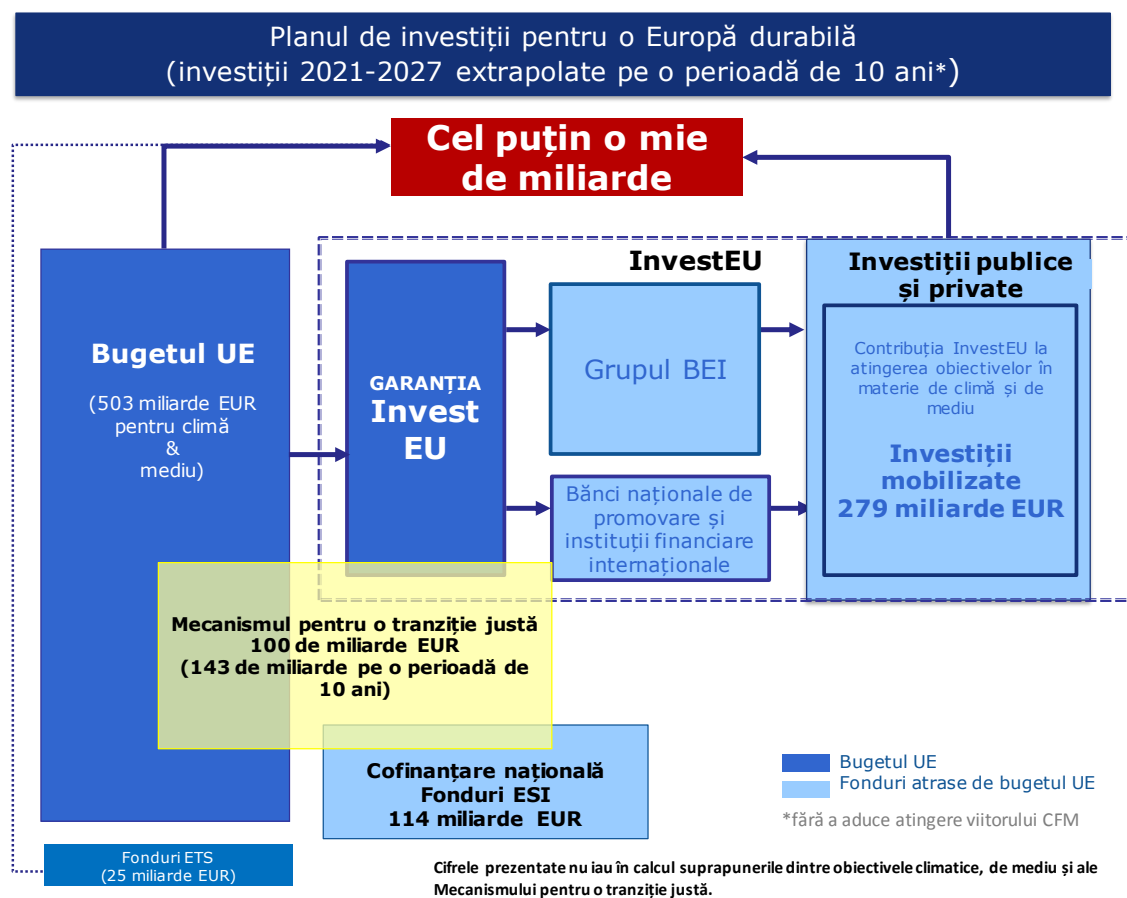 Planul de investiții pentru o Europă durabilă
(investiții 2021-2027 extrapolate pe o perioadă de 10 ani*)
Cel puțin o mie
de miliarde
Bugetul UE
(503 miliarde EUR
pentru climă
&
mediu)
GARANȚIA
Invest
EU
InvestEU
Grupul BEI
Bănci naționale de
promovare și
instituții financiare
internaționale
Investiții publice
și private
Contribuția InvestEU la
atingerea obiectivelor în
materie de climă și de
mediu
Investiții
mobilizate
279 miliarde EUR
Mecanismul pentru o tranziție justă
100 de miliarde EUR
(143 de miliarde pe o perioadă de
10 ani)
Cofinanțare națională
Fonduri ESI
114 miliarde EUR
Bugetul UE
Fonduri atrase de bugetul UE
*fără a aduce atingere viitorului CFM
Fonduri ETS
(25 miliarde EUR)
Cifrele prezentate nu iau în calcul suprapunerile dintre obiectivele climatice, de mediu și ale
Mecanismului pentru o tranziție justă.